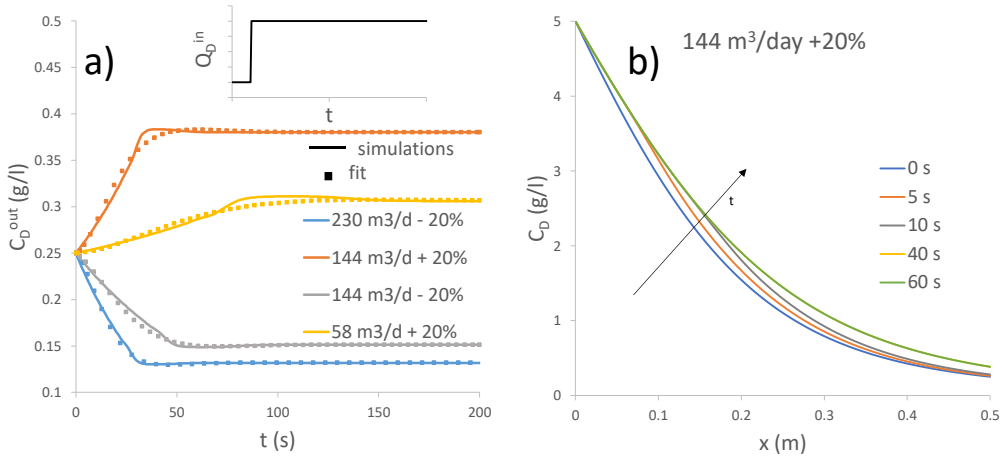 a)
Q_D^in
t
0.5
0.45
0.4
0.35
0.3
0.25
0.2
0.15
0.1
C_D^out (g/l)
simulations
fit
230 m3/d - 20%
144 m3/d + 20%
144 m3/d - 20%
58 m3/d + 20%
0 50 100 150 200
t (s)
b)
144 m³/day +20%
5
4
3
2
1
0
C_D (g/l)
t
0 s
5 s
10 s
40 s
60 s
0 0.1 0.2 0.3 0.4 0.5
x (m)